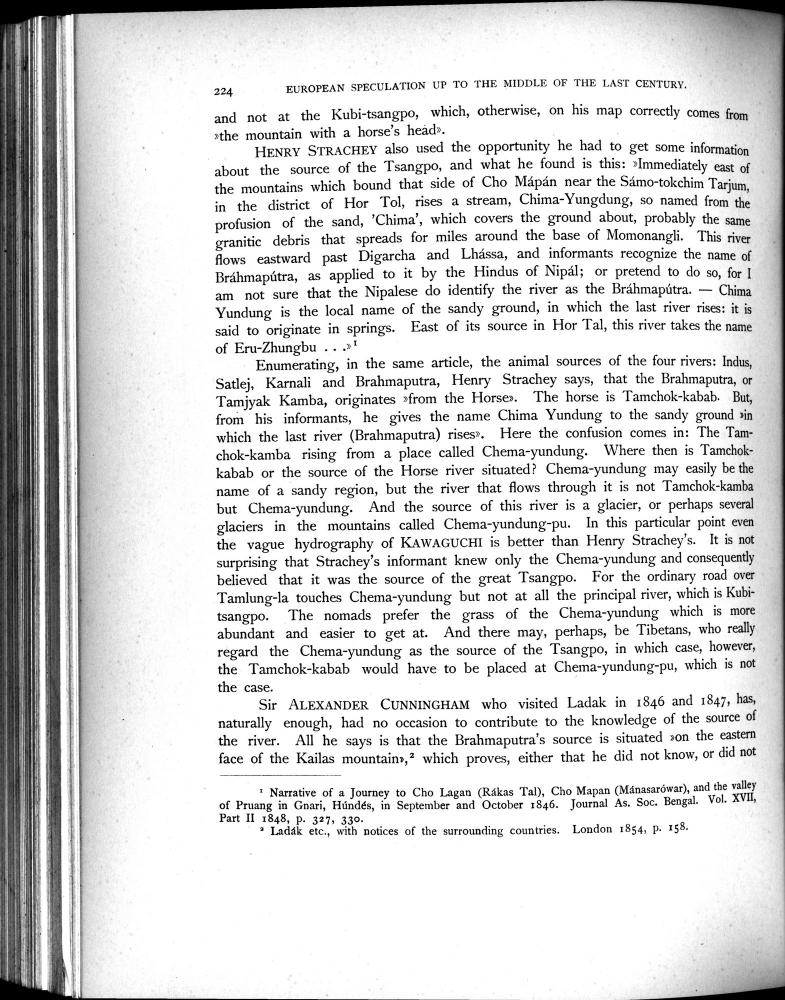 224 EUROPEAN SPECULATION UP TO THE MIDDLE OF THE LAST CENTURY.
and not at the Kubi-tsangpo, which, otherwise, on his map correctly comes from
»the mountain with a horse's head».
HENRY STRACHEY also used the opportunity he had to get some information
about the source of the Tsangpo, and what he found is this: »Immediately east of
the mountains which bound that side of Cho Mápán near the Sámo-tokchim Tarjum,
in the district of Hor Tol, rises a stream, Chima-Yungdung, so named from the
profusion of the sand, 'Chima', which covers the ground about, probably the same
granitic debris that spreads for miles around the base of Momonangli. This river
flows eastward past Digarcha and Lhássa, and informants recognize the name of
Bráhmapútra, as applied to it by the Hindus of Nipál; or pretend to do so, for I
am not sure that the Nipalese do identify the river as the Bráhmapútra. — Chima
Yundung is the local name of the sandy ground, in which the last river rises: it is
said to originate in springs. East of its source in Hor Tal, this river takes the name
of Eru-Zhungbu . . .»¹
Enumerating, in the same article, the animal sources of the four rivers: Indus,
Satlej, Karnali and Brahmaputra, Henry Strachey says, that the Brahmaputra, or
Tamjyak Kamba, originates »from the Horse». The horse is Tamchok-kabab. But,
from his informants, he gives the name Chima Yundung to the sandy ground »in
which the last river (Brahmaputra) rises». Here the confusion comes in: The Tam-
chok-kamba rising from a place called Chema-yundung. Where then is Tamchok-
kabab or the source of the Horse river situated? Chema-yundung may easily be the
name of a sandy region, but the river that flows through it is not Tamchok-kamba
but Chema-yundung. And the source of this river is a glacier, or perhaps several
glaciers in the mountains called Chema-yundung-pu. In this particular point even
the vague hydrography of KAWAGUCHI is better than Henry Strachey's. It is not
surprising that Strachey's informant knew only the Chema-yundung and consequently
believed that it was the source of the great Tsangpo. For the ordinary road over
Tamlung-la touches Chema-yundung but not at all the principal river, which is Kubi-
tsangpo. The nomads prefer the grass of the Chema-yundung which is more
abundant and easier to get at. And there may, perhaps, be Tibetans, who really
regard the Chema-yundung as the source of the Tsangpo, in which case, however,
the Tamchok-kabab would have to be placed at Chema-yundung-pu, which is not
the case.
Sir ALEXANDER CUNNINGHAM who visited Ladak in 1846 and 1847, has,
naturally enough, had no occasion to contribute to the knowledge of the source of
the river. All he says is that the Brahmaputra's source is situated »on the eastern
face of the Kailas mountain»,² which proves, either that he did not know, or did not
¹ Narrative of a Journey to Cho Lagan (Rákas Tal), Cho Mapan (Mánasarówar), and the valley
of Pruang in Gnari, Húndés, in September and October 1846. Journal As. Soc. Bengal. Vol. XVII,
Part II 1848, p. 327, 330.
² Ladák etc., with notices of the surrounding countries. London 1854, p. 158.